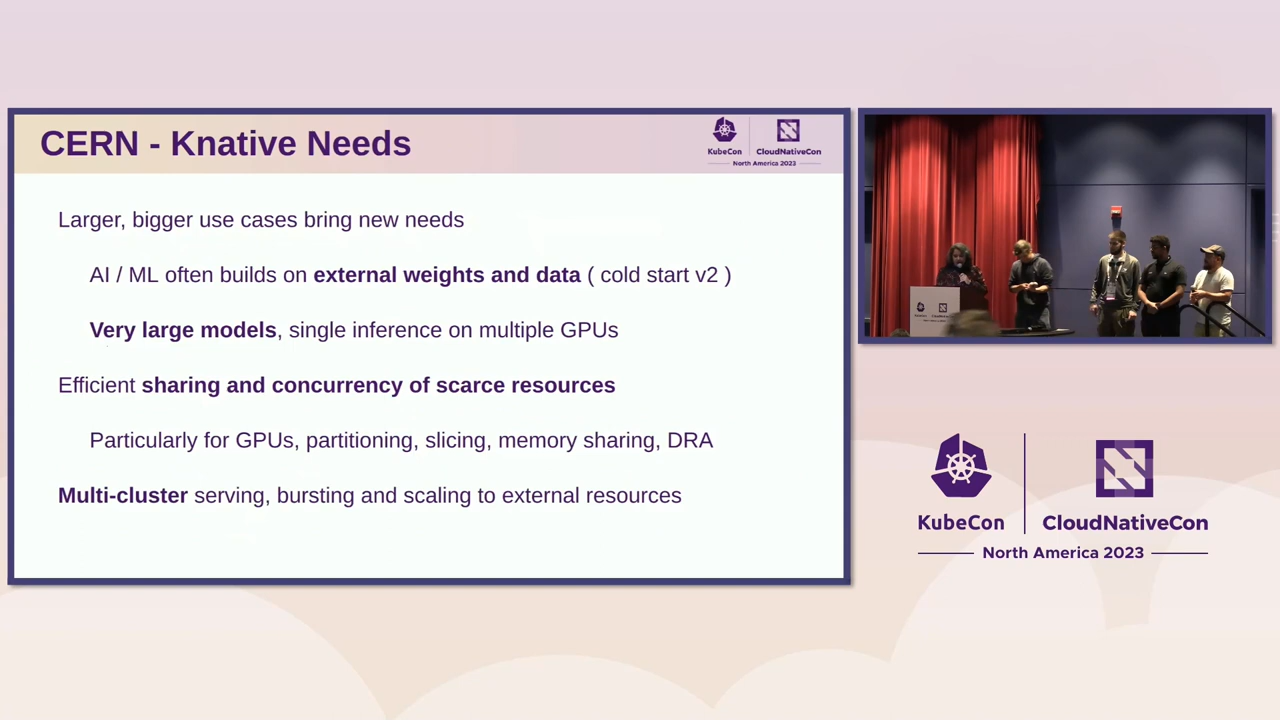 CERN - Knative Needs
KubeCon
CloudNativeCon
North America 2023
Larger, bigger use cases bring new needs
AI / ML often builds on external weights and data ( cold start v2 )
Very large models, single inference on multiple GPUs
Efficient sharing and concurrency of scarce resources
Particularly for GPUs, partitioning, slicing, memory sharing, DRA
Multi-cluster serving, bursting and scaling to external resources
KubeCon
CloudNativeCon
North America 2023